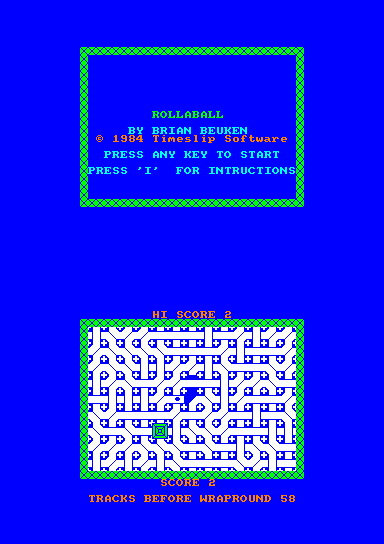 ROLLABALL
BY BRIAN BEUKEN
© 1984 Timeslip Software
PRESS ANY KEY TO START
PRESS 'I' FOR INTRUCTIONS
HI SCORE 2
SCORE 2
TRACKS BEFORE WRAPROUND 58